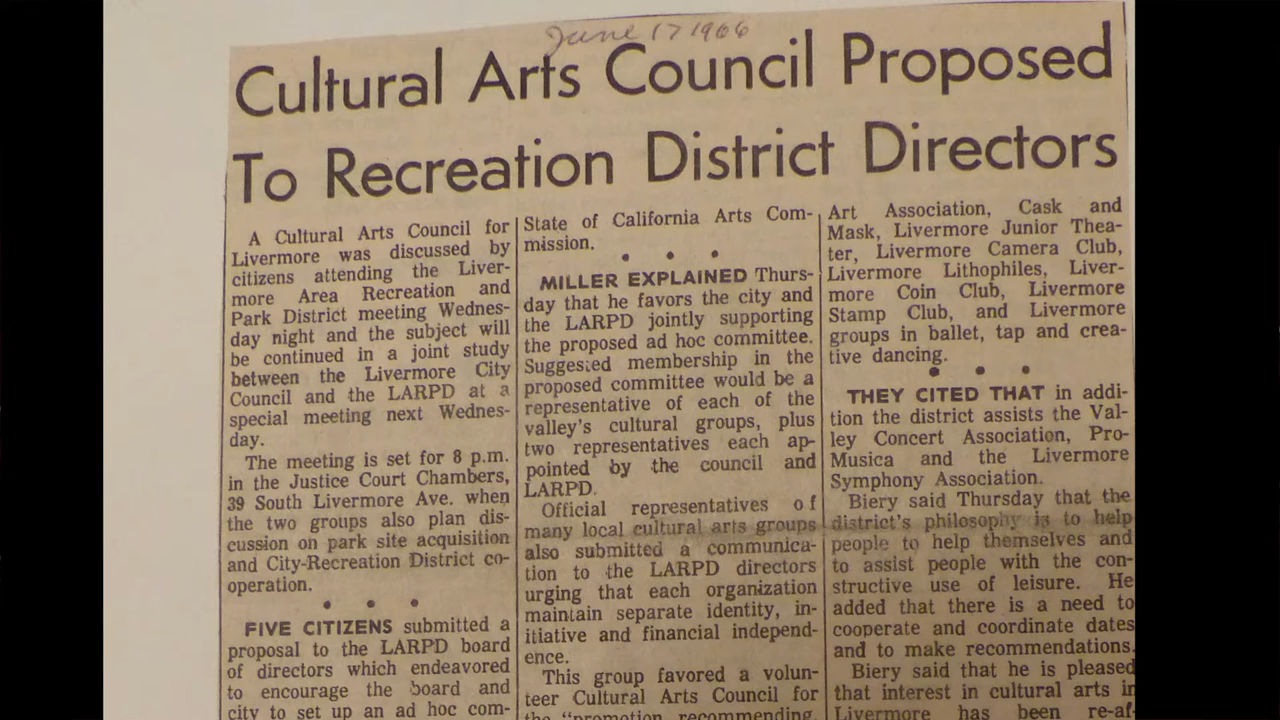 June 17 1966
Cultural Arts Council Proposed
To Recreation District Directors
A Cultural Arts Council for
Livermore was discussed by
citizens attending the Liver-
more Area Recreation and
Park District meeting Wednes-
day night and the subject will
be continued in a joint study
between the Livermore City
Council and the LARPD at a
special meeting next Wednes-
day.
The meeting is set for 8 p.m.
in the Justice Court Chambers,
39 South Livermore Ave. when
the two groups also plan dis-
cussion on park site acquisition
and City-Recreation District co-
operation.
• • •
FIVE CITIZENS submitted a
proposal to the LARPD board
of directors which endeavored
to encourage the board and
city to set up an ad hoc com-
State of California Arts Com-
mission.
• • •
MILLER EXPLAINED Thurs-
day that he favors the city and
the LARPD jointly supporting
the proposed ad hoc committee.
Suggested membership in the
proposed committee would be a
representative of each of the
valley's cultural groups, plus
two representatives each ap-
pointed by the council and
LARPD.
Official representatives of
many local cultural arts groups
also submitted a communica-
tion to the LARPD directors
urging that each organization
maintain separate identity, in-
itiative and financial independ-
ence.
This group favored a volun-
teer Cultural Arts Council for
the "promotion, recommending,
Art Association, Cask and
Mask, Livermore Junior Thea-
ter, Livermore Camera Club,
Livermore Lithophiles, Liver-
more Coin Club, Livermore
Stamp Club, and Livermore
groups in ballet, tap and crea-
tive dancing.
• • •
THEY CITED THAT in addi-
tion the district assists the Val-
ley Concert Association, Pro-
Musica and the Livermore
Symphony Association.
Biery said Thursday that the
district's philosophy is to help
people to help themselves and
to assist people with the con-
structive use of leisure. He
added that there is a need to
cooperate and coordinate dates
and to make recommendations.
Biery said that he is pleased
that interest in cultural arts in
Livermore has been re-af-